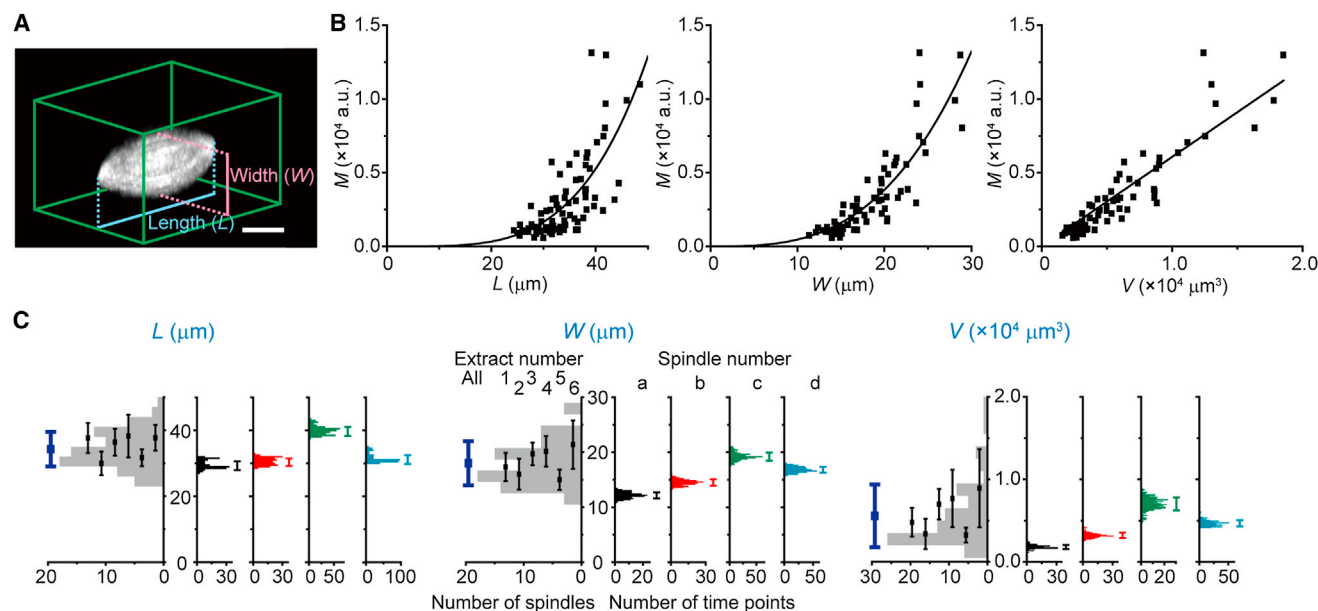 A
Width (W)
Length (L)
B
M (×10⁴ a.u.)
1.5
1.0
0.5
0.0
20
40
L (μm)
M (×10⁴ a.u.)
1.5
1.0
0.5
0.0
0
10
20
30
W (μm)
M (×10⁴ a.u.)
1.5
1.0
0.5
0.0
0
1.0
2.0
V (×10⁴ μm³)
C
L (μm)
W (μm)
V (×10⁴ μm³)
Extract number
Spindle number
All 1 2 3 4 5 6
a b c d
40
20
0
20 10 0
0 30
0 30
0 50
0 100
30
20
10
0
20 10 0
0 30
0 30
0 50
0 50
2.0
1.0
0.0
30 20 10 0
0 30
0 30
0 20
0 50
Number of spindles
Number of time points